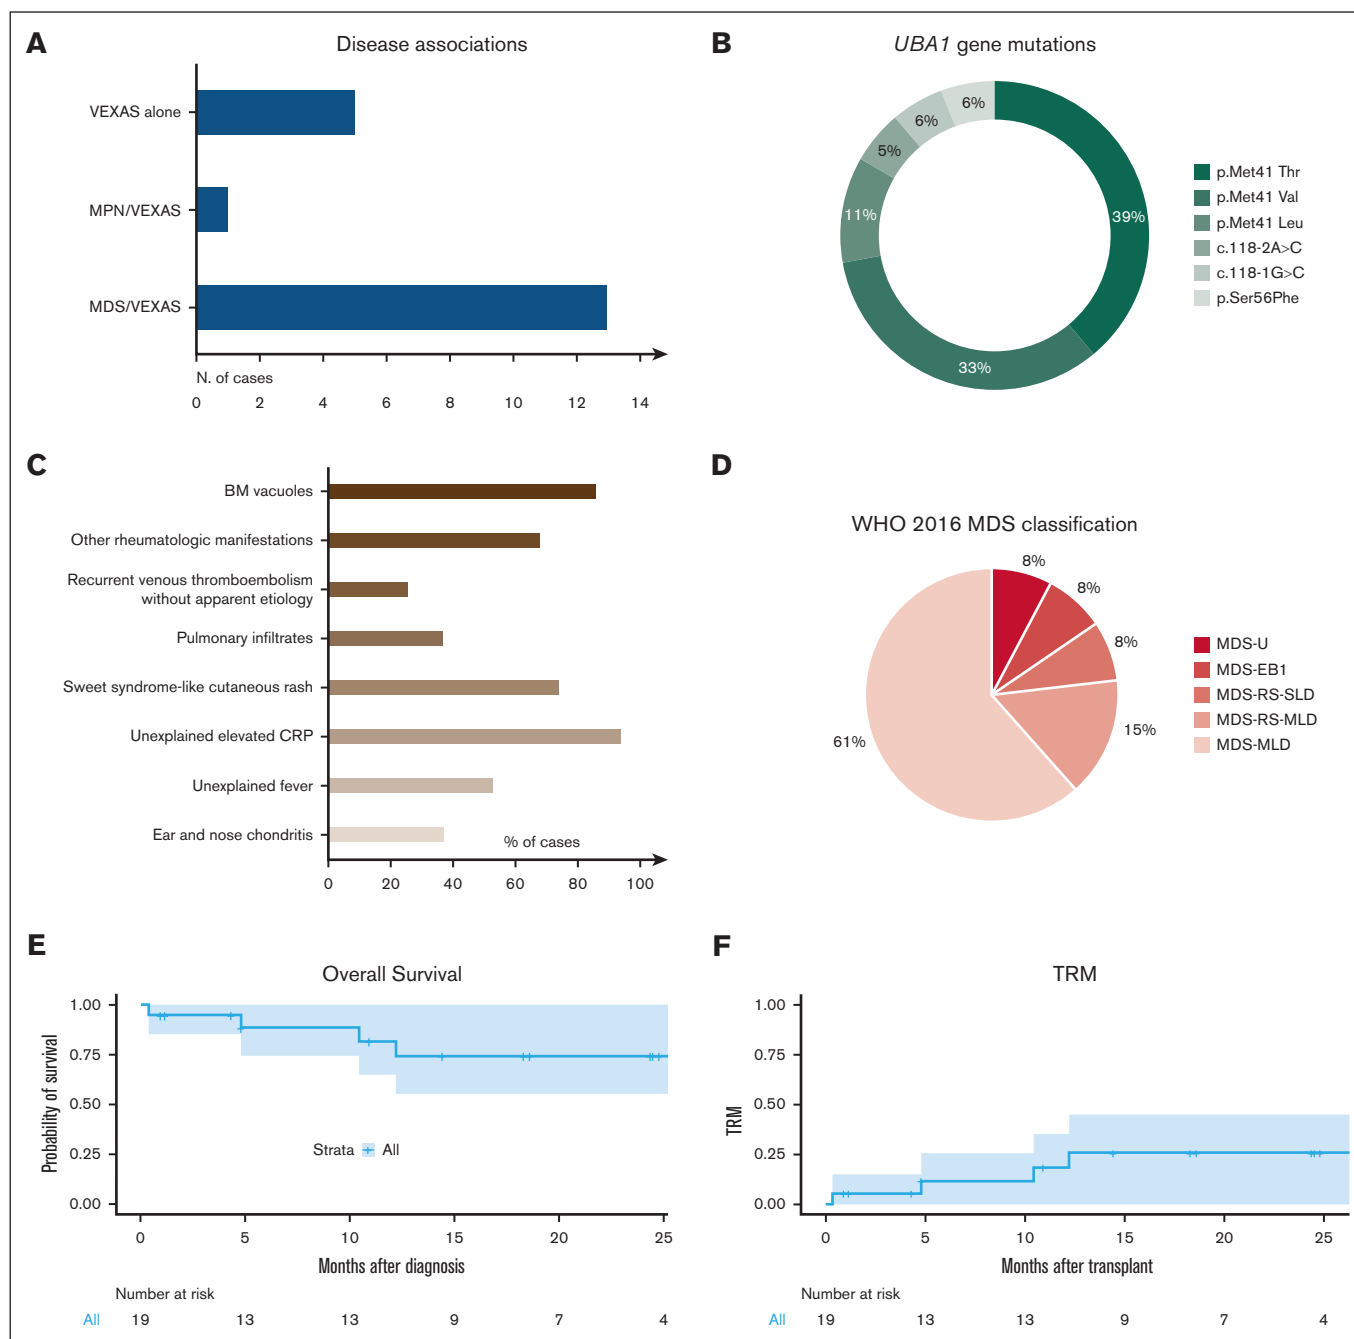 A
Disease associations
VEXAS alone
MPN/VEXAS
MDS/VEXAS
N. of cases
0 2 4 6 8 10 12 14
B
UBA1 gene mutations
6%
6%
5%
11%
39%
33%
p.Met41 Thr
p.Met41 Val
p.Met41 Leu
c.118-2A>C
c.118-1G>C
p.Ser56Phe
C
BM vacuoles
Other rheumatologic manifestations
Recurrent venous thromboembolism
without apparent etiology
Pulmonary infiltrates
Sweet syndrome-like cutaneous rash
Unexplained elevated CRP
Unexplained fever
Ear and nose chondritis
% of cases
0 20 40 60 80 100
D
WHO 2016 MDS classification
8%
8%
8%
15%
61%
MDS-U
MDS-EB1
MDS-RS-SLD
MDS-RS-MLD
MDS-MLD
E
Overall Survival
Probability of survival
1.00
0.75
0.50
0.25
0.00
Strata All
0 5 10 15 20 25
Months after diagnosis
Number at risk
All 19 13 13 9 7 4
F
TRM
TRM
1.00
0.75
0.50
0.25
0.00
0 5 10 15 20 25
Months after transplant
Number at risk
All 19 13 13 9 7 4